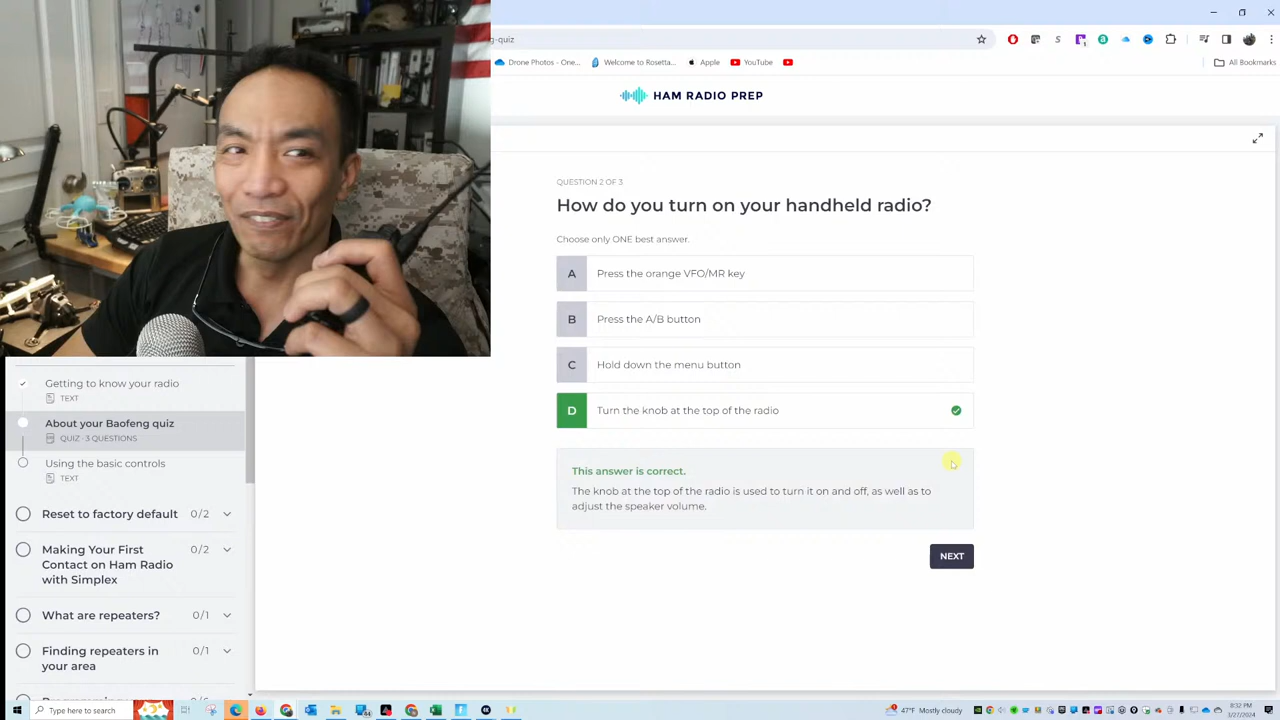 g-quiz
Drone Photos - One...
Welcome to Rosetta...
Apple
YouTube
All Bookmarks
HAM RADIO PREP
QUESTION 2 OF 3
How do you turn on your handheld radio?
Choose only ONE best answer.
A Press the orange VFO/MR key
B Press the A/B button
C Hold down the menu button
D Turn the knob at the top of the radio
This answer is correct.
The knob at the top of the radio is used to turn it on and off, as well as to
adjust the speaker volume.
NEXT
Getting to know your radio
TEXT
About your Baofeng quiz
QUIZ · 3 QUESTIONS
Using the basic controls
TEXT
Reset to factory default 0/2
Making Your First 0/2
Contact on Ham Radio
with Simplex
What are repeaters? 0/1
Finding repeaters in 0/1
your area
Type here to search
47°F Mostly cloudy
8:32 PM
3/27/2024